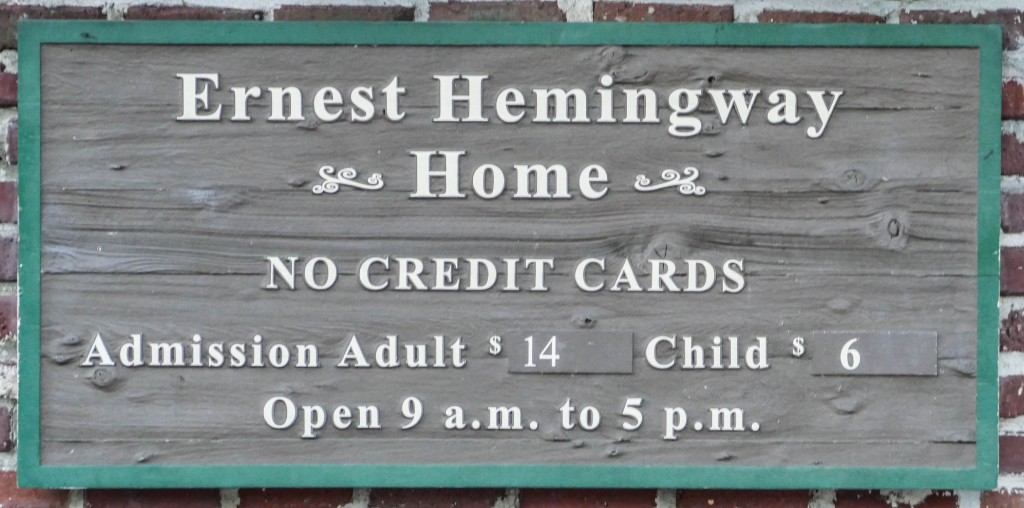 Ernest Hemingway
Home
NO CREDIT CARDS
Admission Adult $ 14 Child $ 6
Open 9 a.m. to 5 p.m.